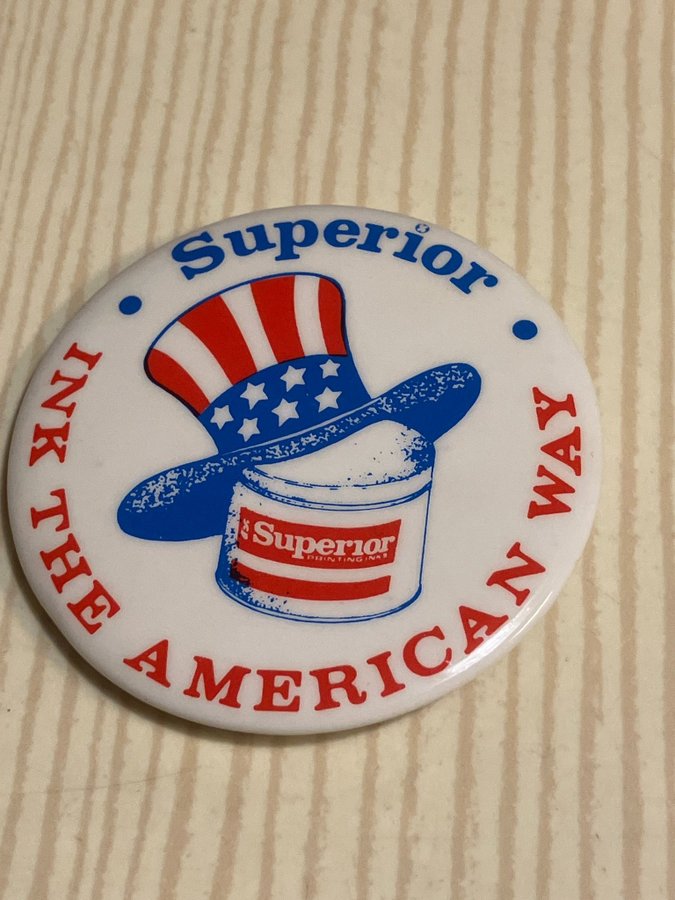 Superior
INK THE AMERICAN WAY
Superior
PRINTING INKS